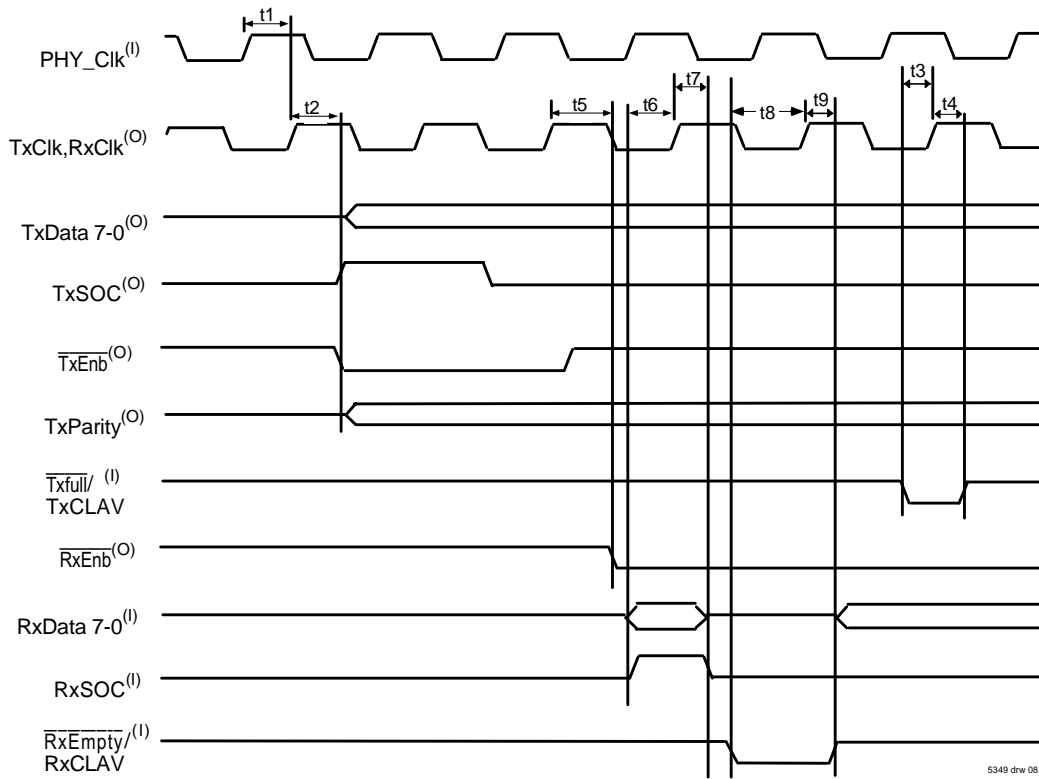 t1
PHY_Clk(I)
t7
t3
t2
t5
t6
t8
t9
t4
TxClk,RxClk(O)
TxData 7-0(O)
TxSOC(O)
TxEnb(O)
TxParity(O)
Txfull/ (I)
TxCLAV
RxEnb(O)
RxData 7-0(I)
RxSOC(I)
RxEmpty/(I)
RxCLAV
5349 drw 08